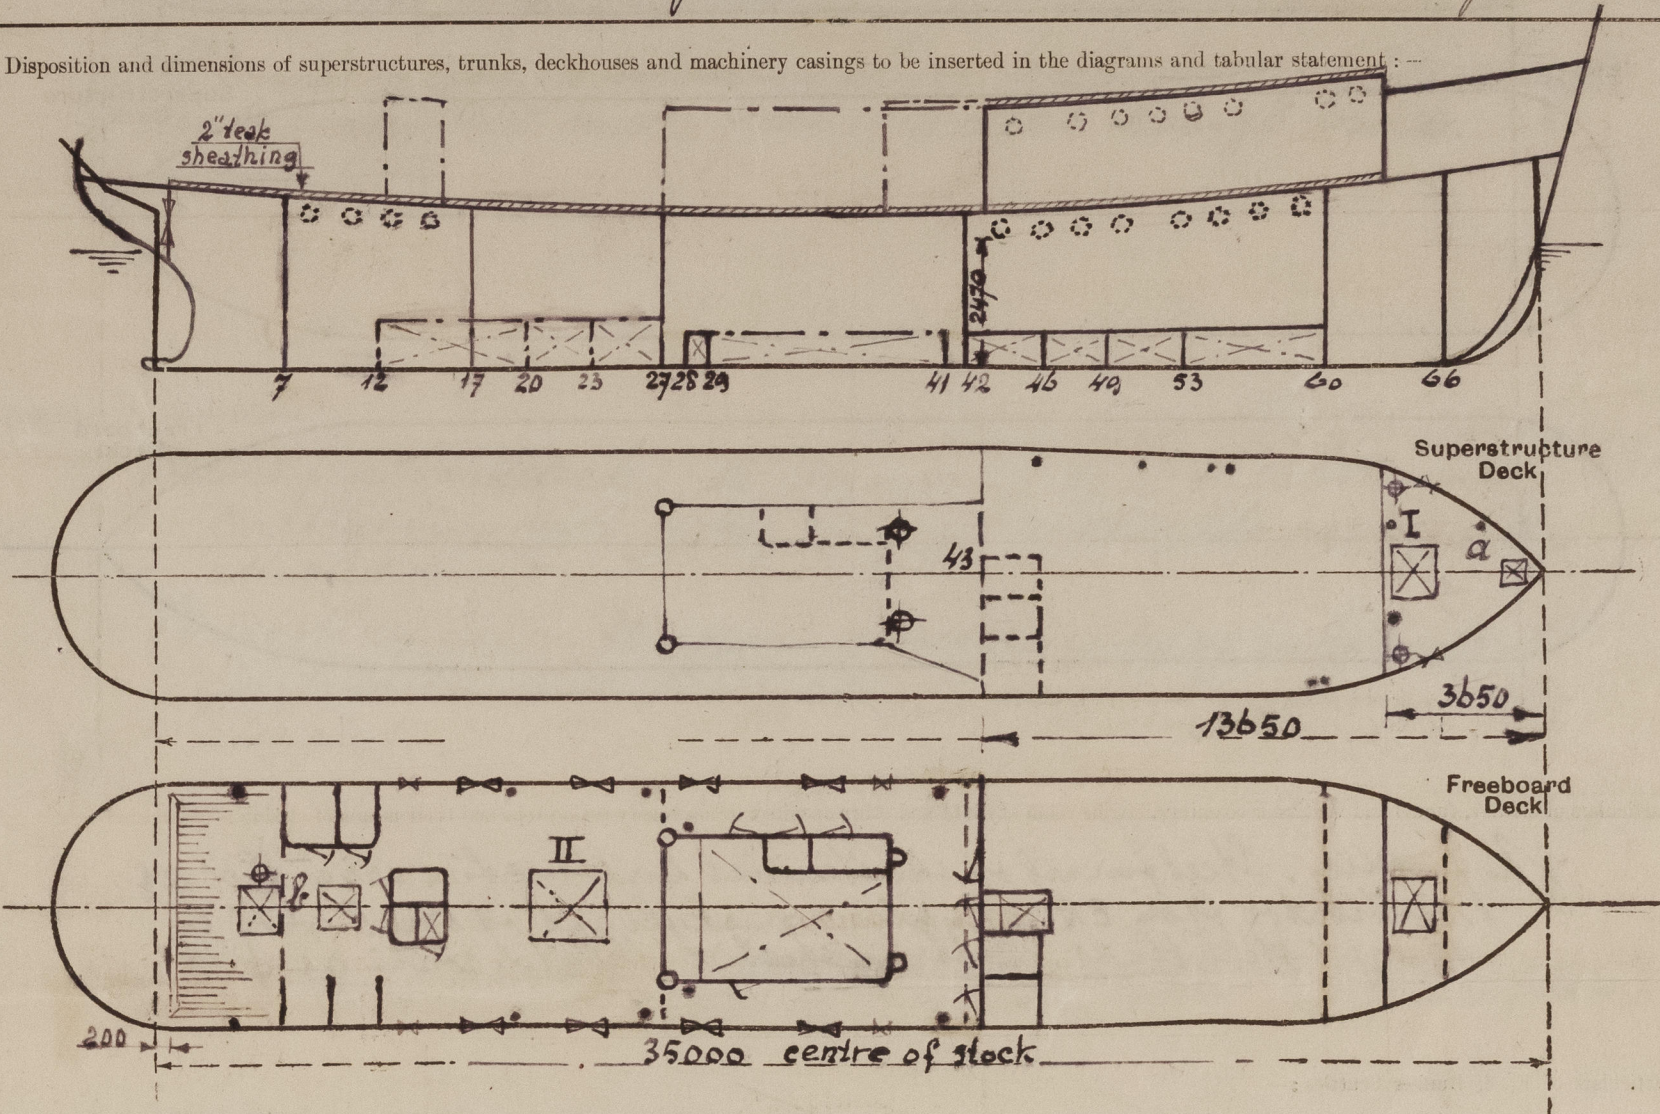 Disposition and dimensions of superstructures, trunks, deckhouses and machinery casings to be inserted in the diagrams and tabular statement : —
2" teak
sheathing
2470
7 12 17 20 23 27 28 29 41 42 46 49 53 60 66
Superstructure
Deck
I
a
43
3650
13650
Freeboard
Deck
II
b
200
35000 centre of stock